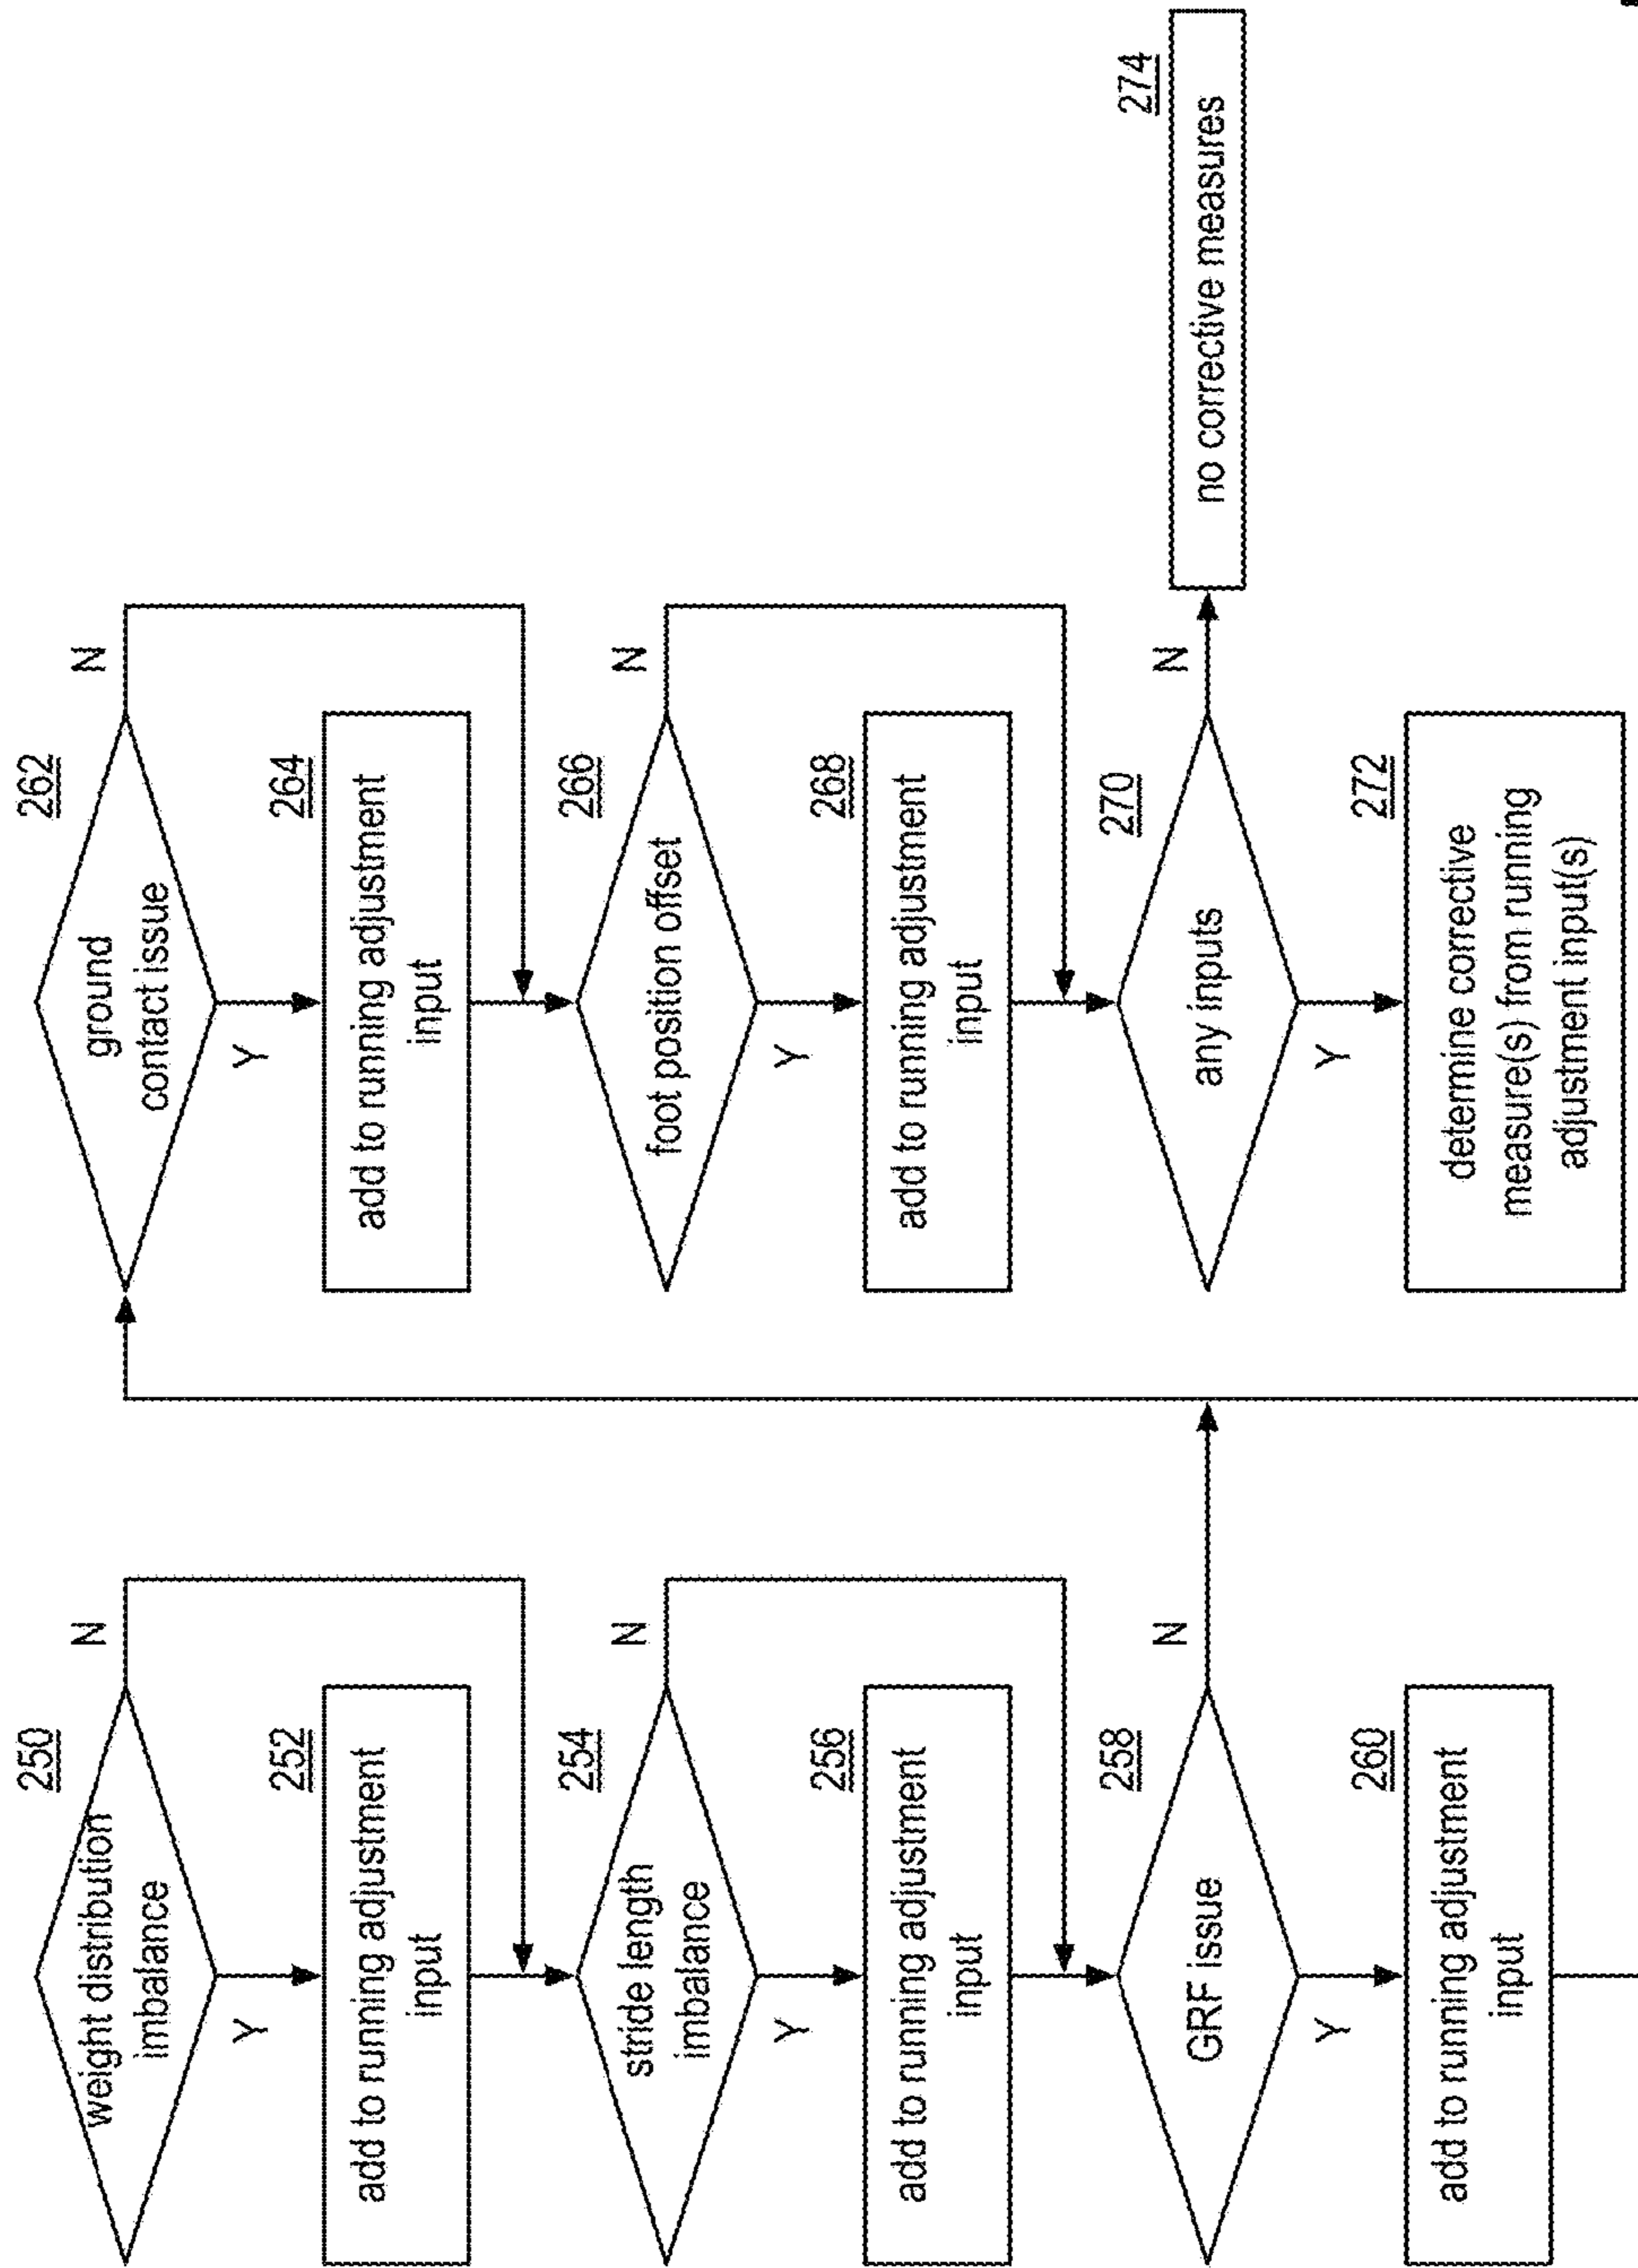 250
weight distribution
imbalance
N
Y
252
add to running adjustment
input
254
stride length
imbalance
N
Y
256
add to running adjustment
input
258
GRF issue
N
Y
260
add to running adjustment
input
262
ground
contact issue
N
Y
264
add to running adjustment
input
266
foot position offset
N
Y
268
add to running adjustment
input
270
any inputs
N
Y
272
determine corrective
measure(s) from running
adjustment input(s)
274
no corrective measures